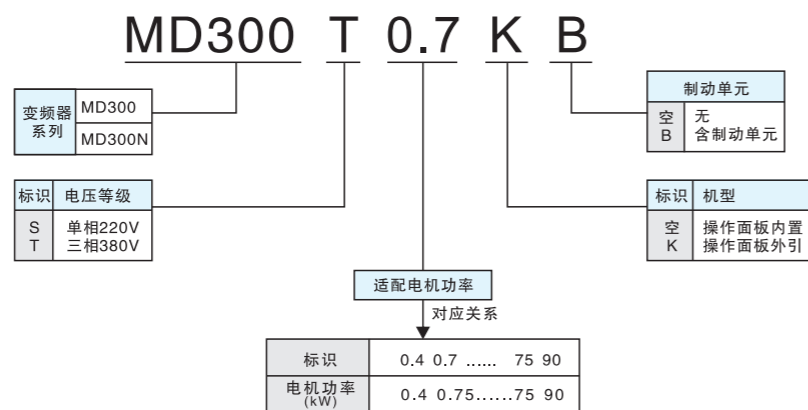 MD300 T 0.7 K B
变频器
系列
MD300
MD300N
制动单元
空 无
B 含制动单元
标识 电压等级
S 单相220V
T 三相380V
标识 机型
空 操作面板内置
K 操作面板外引
适配电机功率
对应关系
标识 0.4 0.7 ...... 75 90
电机功率
(kW)
0.4 0.75......75 90